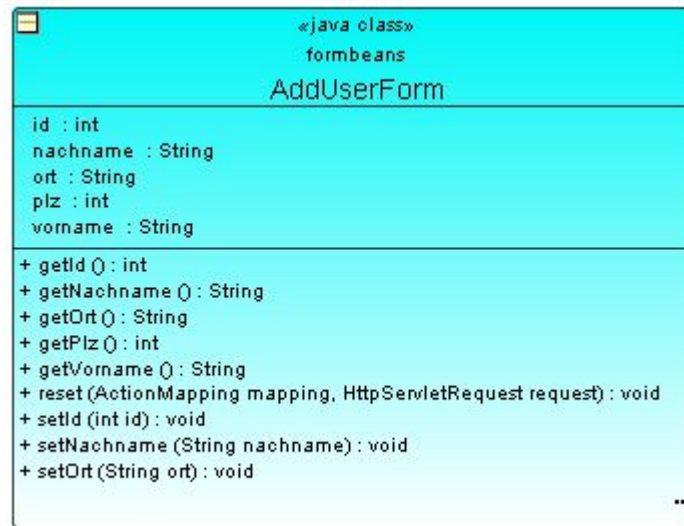 «java class»
formbeans
AddUserForm
id : int
nachname : String
ort : String
plz : int
vorname : String
+ getId () : int
+ getNachname () : String
+ getOrt () : String
+ getPlz () : int
+ getVorname () : String
+ reset (ActionMapping mapping, HttpServletRequest request) : void
+ setId (int id) : void
+ setNachname (String nachname) : void
+ setOrt (String ort) : void
..